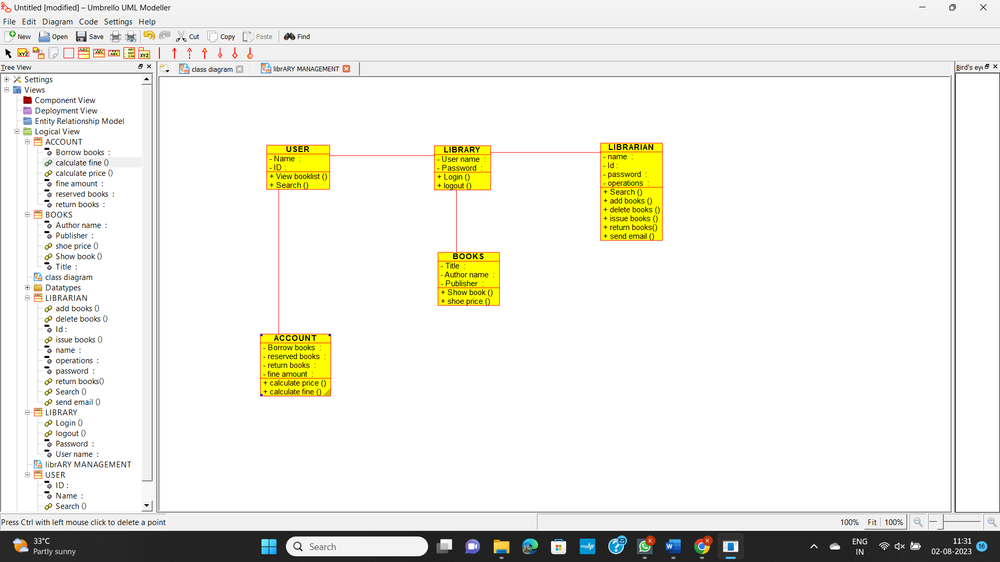 Untitled [modified] – Umbrello UML Modeller
File Edit Diagram Code Settings Help
New Open Save Cut Copy Paste Find
Tree View
class diagram
librARY MANAGEMENT
Bird's eye
Settings
Views
Component View
Deployment View
Entity Relationship Model
Logical View
ACCOUNT
Borrow books :
calculate fine ()
calculate price ()
fine amount :
reserved books :
return books :
BOOKS
Author name :
Publisher :
shoe price ()
Show book ()
Title :
class diagram
Datatypes
LIBRARIAN
add books ()
delete books ()
Id :
issue books ()
name :
operations :
password :
return books()
Search ()
send email ()
LIBRARY
Login ()
logout ()
Password :
User name :
librARY MANAGEMENT
USER
ID :
Name :
Search ()
USER
- Name :
- ID :
+ View booklist ()
+ Search ()
LIBRARY
- User name :
- Password :
+ Login ()
+ logout ()
LIBRARIAN
- name :
- Id :
- password :
- operations :
+ Search ()
+ add books ()
+ delete books ()
+ issue books ()
+ return books()
+ send email ()
BOOKS
- Title :
- Author name :
- Publisher :
+ Show book ()
+ shoe price ()
ACCOUNT
- Borrow books :
- reserved books :
- return books :
- fine amount :
+ calculate price ()
+ calculate fine ()
Press Ctrl with left mouse click to delete a point
100% Fit 100%
33°C
Partly sunny
Search
myhp
K
K
ENG
IN
11:31
02-08-2023
16